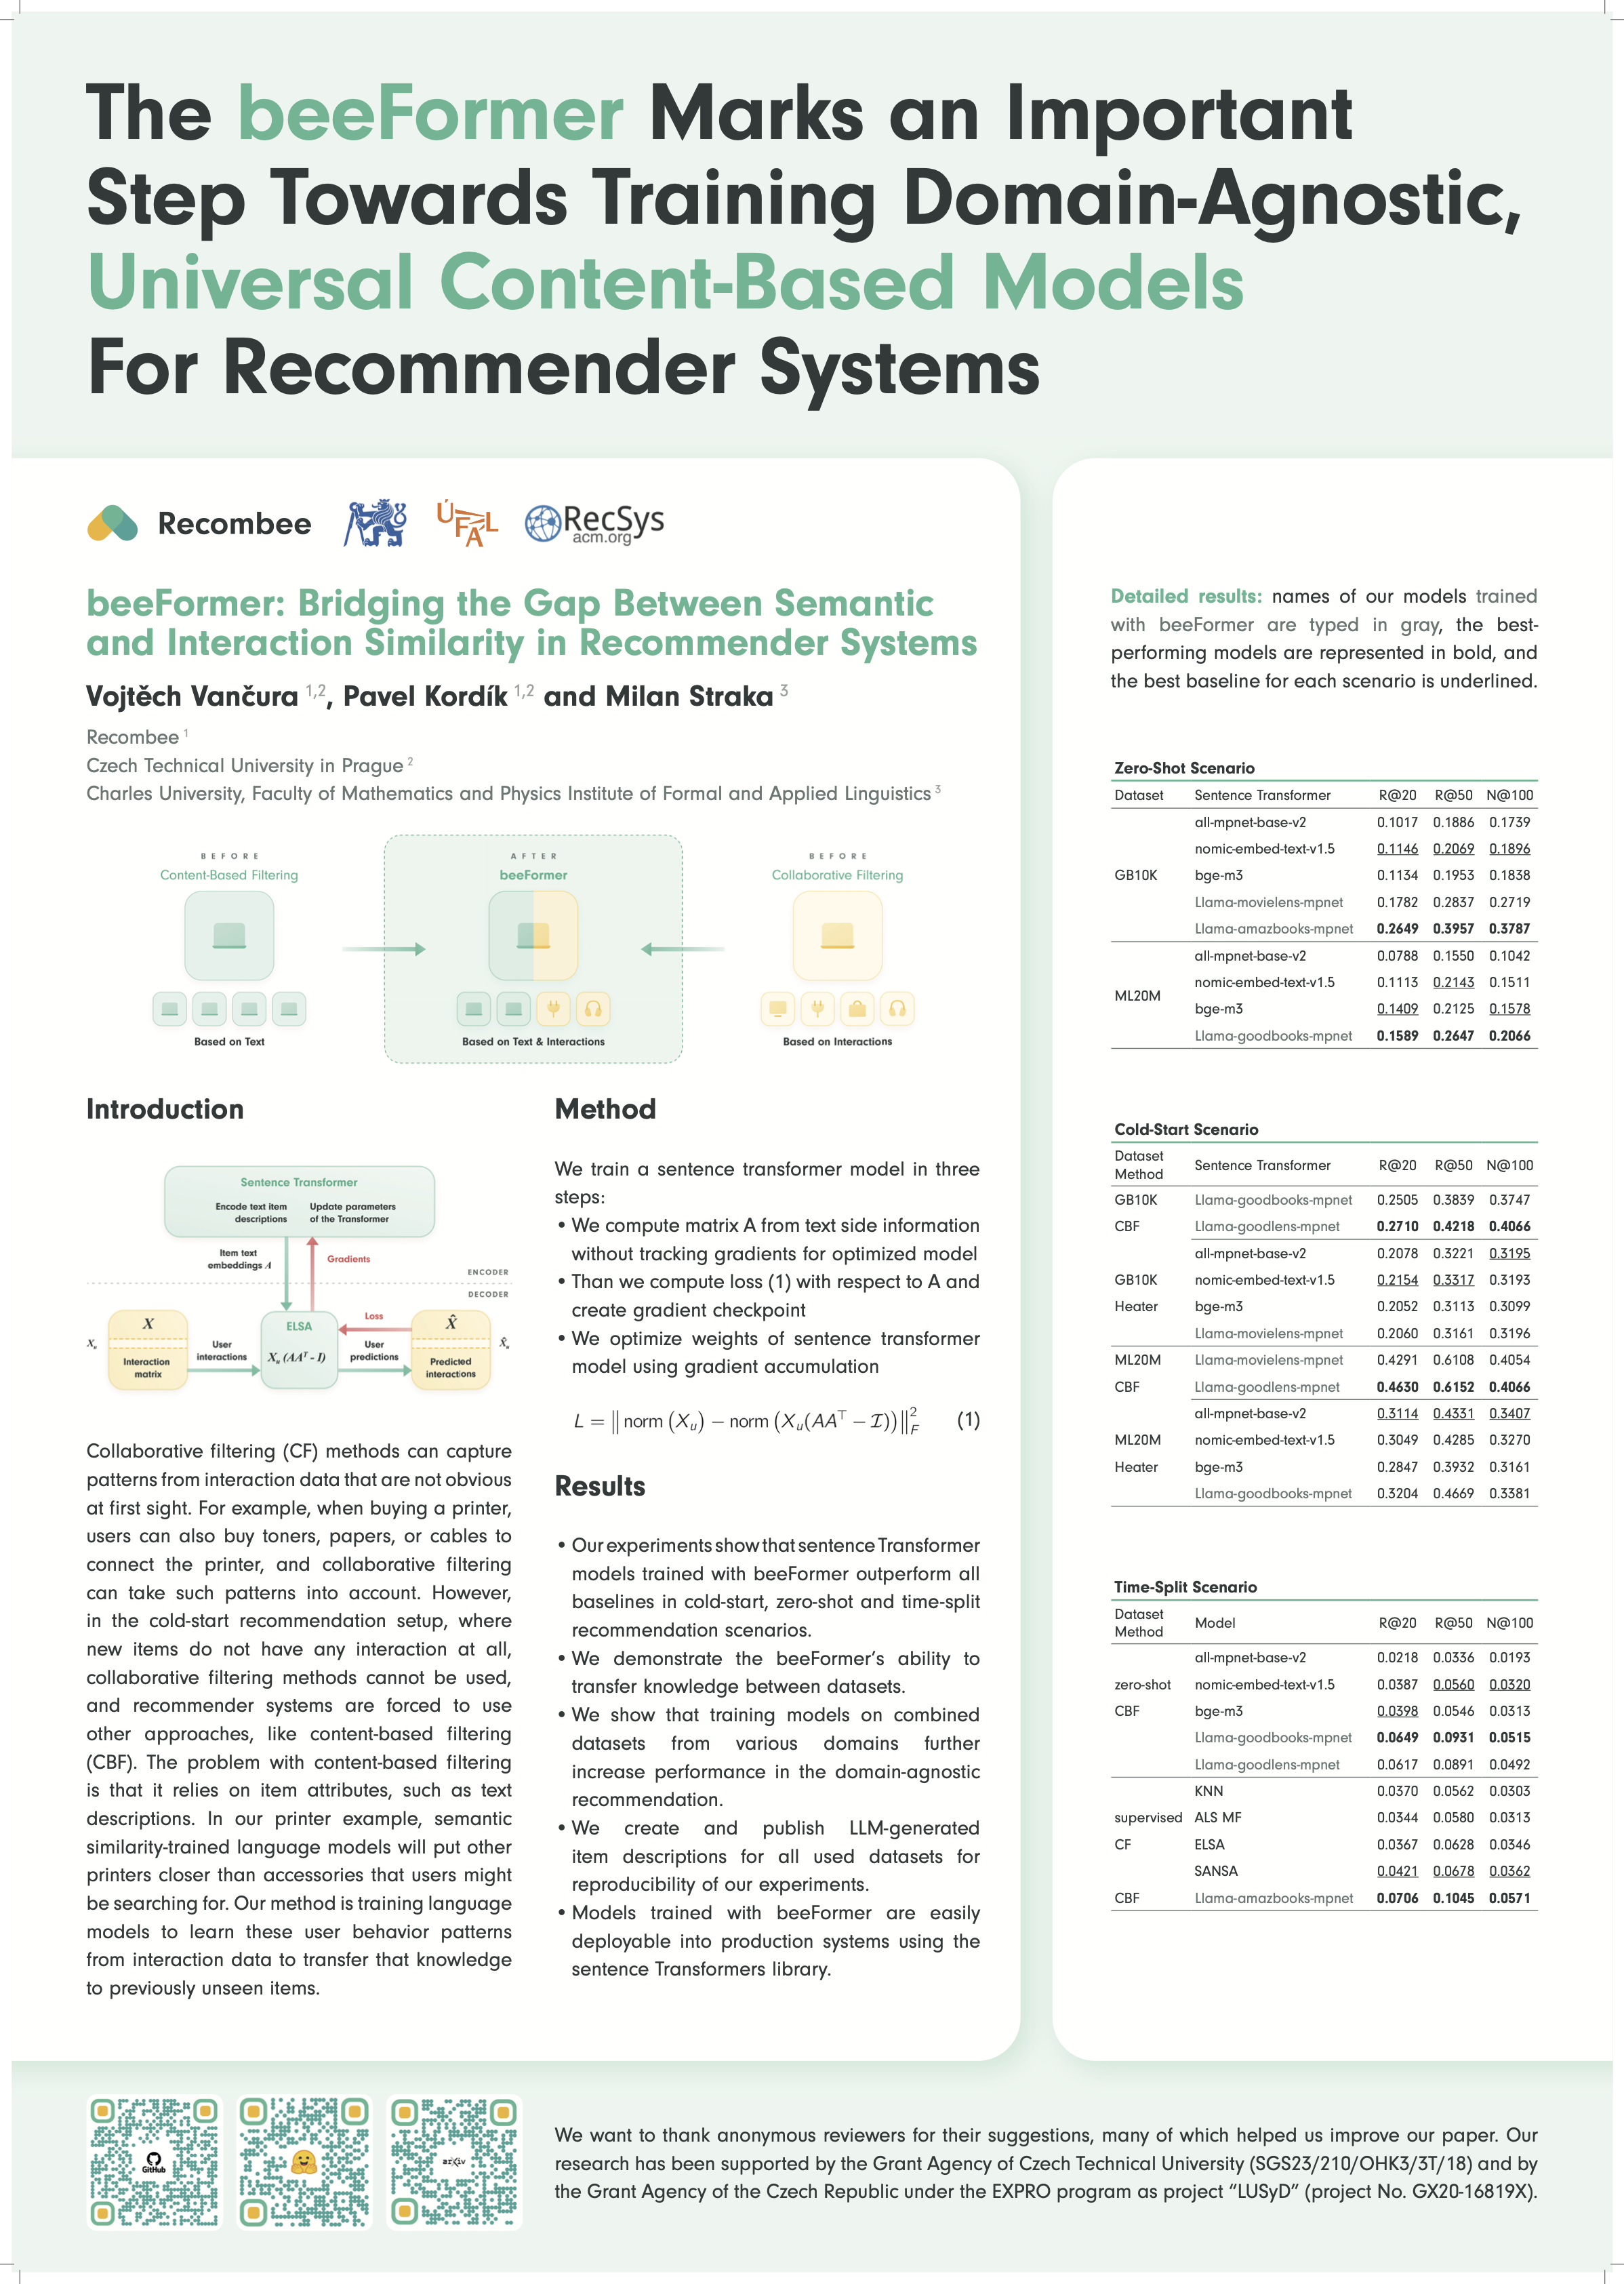 The beeFormer Marks an Important
Step Towards Training Domain-Agnostic,
Universal Content-Based Models
For Recommender Systems
Recombee
ÚFAL
RecSys
acm.org
beeFormer: Bridging the Gap Between Semantic
and Interaction Similarity in Recommender Systems
Vojtěch Vančura 1,2, Pavel Kordík 1,2 and Milan Straka 3
Recombee 1
Czech Technical University in Prague 2
Charles University, Faculty of Mathematics and Physics Institute of Formal and Applied Linguistics 3
BEFORE
Content-Based Filtering
Based on Text
AFTER
beeFormer
Based on Text & Interactions
BEFORE
Collaborative Filtering
Based on Interactions
Introduction
Sentence Transformer
Encode text item
descriptions
Update parameters
of the Transformer
Item text
embeddings A
Gradients
ENCODER
DECODER
X_u
X
Interaction
matrix
User
interactions
ELSA
X_u (AA^T - I)
Loss
User
predictions
X̂
Predicted
interactions
X̂_u
Collaborative filtering (CF) methods can capture
patterns from interaction data that are not obvious
at first sight. For example, when buying a printer,
users can also buy toners, papers, or cables to
connect the printer, and collaborative filtering
can take such patterns into account. However,
in the cold-start recommendation setup, where
new items do not have any interaction at all,
collaborative filtering methods cannot be used,
and recommender systems are forced to use
other approaches, like content-based filtering
(CBF). The problem with content-based filtering
is that it relies on item attributes, such as text
descriptions. In our printer example, semantic
similarity-trained language models will put other
printers closer than accessories that users might
be searching for. Our method is training language
models to learn these user behavior patterns
from interaction data to transfer that knowledge
to previously unseen items.
Method
We train a sentence transformer model in three
steps:
• We compute matrix A from text side information
without tracking gradients for optimized model
• Than we compute loss (1) with respect to A and
create gradient checkpoint
• We optimize weights of sentence transformer
model using gradient accumulation
L = ‖ norm (X_u) − norm (X_u(AA^⊤ − I)) ‖²_F (1)
Results
• Our experiments show that sentence Transformer
models trained with beeFormer outperform all
baselines in cold-start, zero-shot and time-split
recommendation scenarios.
• We demonstrate the beeFormer's ability to
transfer knowledge between datasets.
• We show that training models on combined
datasets from various domains further
increase performance in the domain-agnostic
recommendation.
• We create and publish LLM-generated
item descriptions for all used datasets for
reproducibility of our experiments.
• Models trained with beeFormer are easily
deployable into production systems using the
sentence Transformers library.
Detailed results: names of our models trained
with beeFormer are typed in gray, the best-
performing models are represented in bold, and
the best baseline for each scenario is underlined.
Zero-Shot Scenario
Dataset Sentence Transformer R@20 R@50 N@100
all-mpnet-base-v2 0.1017 0.1886 0.1739
nomic-embed-text-v1.5 0.1146 0.2069 0.1896
GB10K bge-m3 0.1134 0.1953 0.1838
Llama-movielens-mpnet 0.1782 0.2837 0.2719
Llama-amazbooks-mpnet 0.2649 0.3957 0.3787
all-mpnet-base-v2 0.0788 0.1550 0.1042
nomic-embed-text-v1.5 0.1113 0.2143 0.1511
ML20M
bge-m3 0.1409 0.2125 0.1578
Llama-goodbooks-mpnet 0.1589 0.2647 0.2066
Cold-Start Scenario
Dataset
Method Sentence Transformer R@20 R@50 N@100
GB10K Llama-goodbooks-mpnet 0.2505 0.3839 0.3747
CBF Llama-goodlens-mpnet 0.2710 0.4218 0.4066
all-mpnet-base-v2 0.2078 0.3221 0.3195
GB10K nomic-embed-text-v1.5 0.2154 0.3317 0.3193
Heater bge-m3 0.2052 0.3113 0.3099
Llama-movielens-mpnet 0.2060 0.3161 0.3196
ML20M Llama-movielens-mpnet 0.4291 0.6108 0.4054
CBF Llama-goodlens-mpnet 0.4630 0.6152 0.4066
all-mpnet-base-v2 0.3114 0.4331 0.3407
ML20M nomic-embed-text-v1.5 0.3049 0.4285 0.3270
Heater bge-m3 0.2847 0.3932 0.3161
Llama-goodbooks-mpnet 0.3204 0.4669 0.3381
Time-Split Scenario
Dataset
Method Model R@20 R@50 N@100
all-mpnet-base-v2 0.0218 0.0336 0.0193
zero-shot nomic-embed-text-v1.5 0.0387 0.0560 0.0320
CBF bge-m3 0.0398 0.0546 0.0313
Llama-goodbooks-mpnet 0.0649 0.0931 0.0515
Llama-goodlens-mpnet 0.0617 0.0891 0.0492
KNN 0.0370 0.0562 0.0303
supervised ALS MF 0.0344 0.0580 0.0313
CF ELSA 0.0367 0.0628 0.0346
SANSA 0.0421 0.0678 0.0362
CBF Llama-amazbooks-mpnet 0.0706 0.1045 0.0571
GitHub
arXiv
We want to thank anonymous reviewers for their suggestions, many of which helped us improve our paper. Our
research has been supported by the Grant Agency of Czech Technical University (SGS23/210/OHK3/3T/18) and by
the Grant Agency of the Czech Republic under the EXPRO program as project “LUSyD” (project No. GX20-16819X).